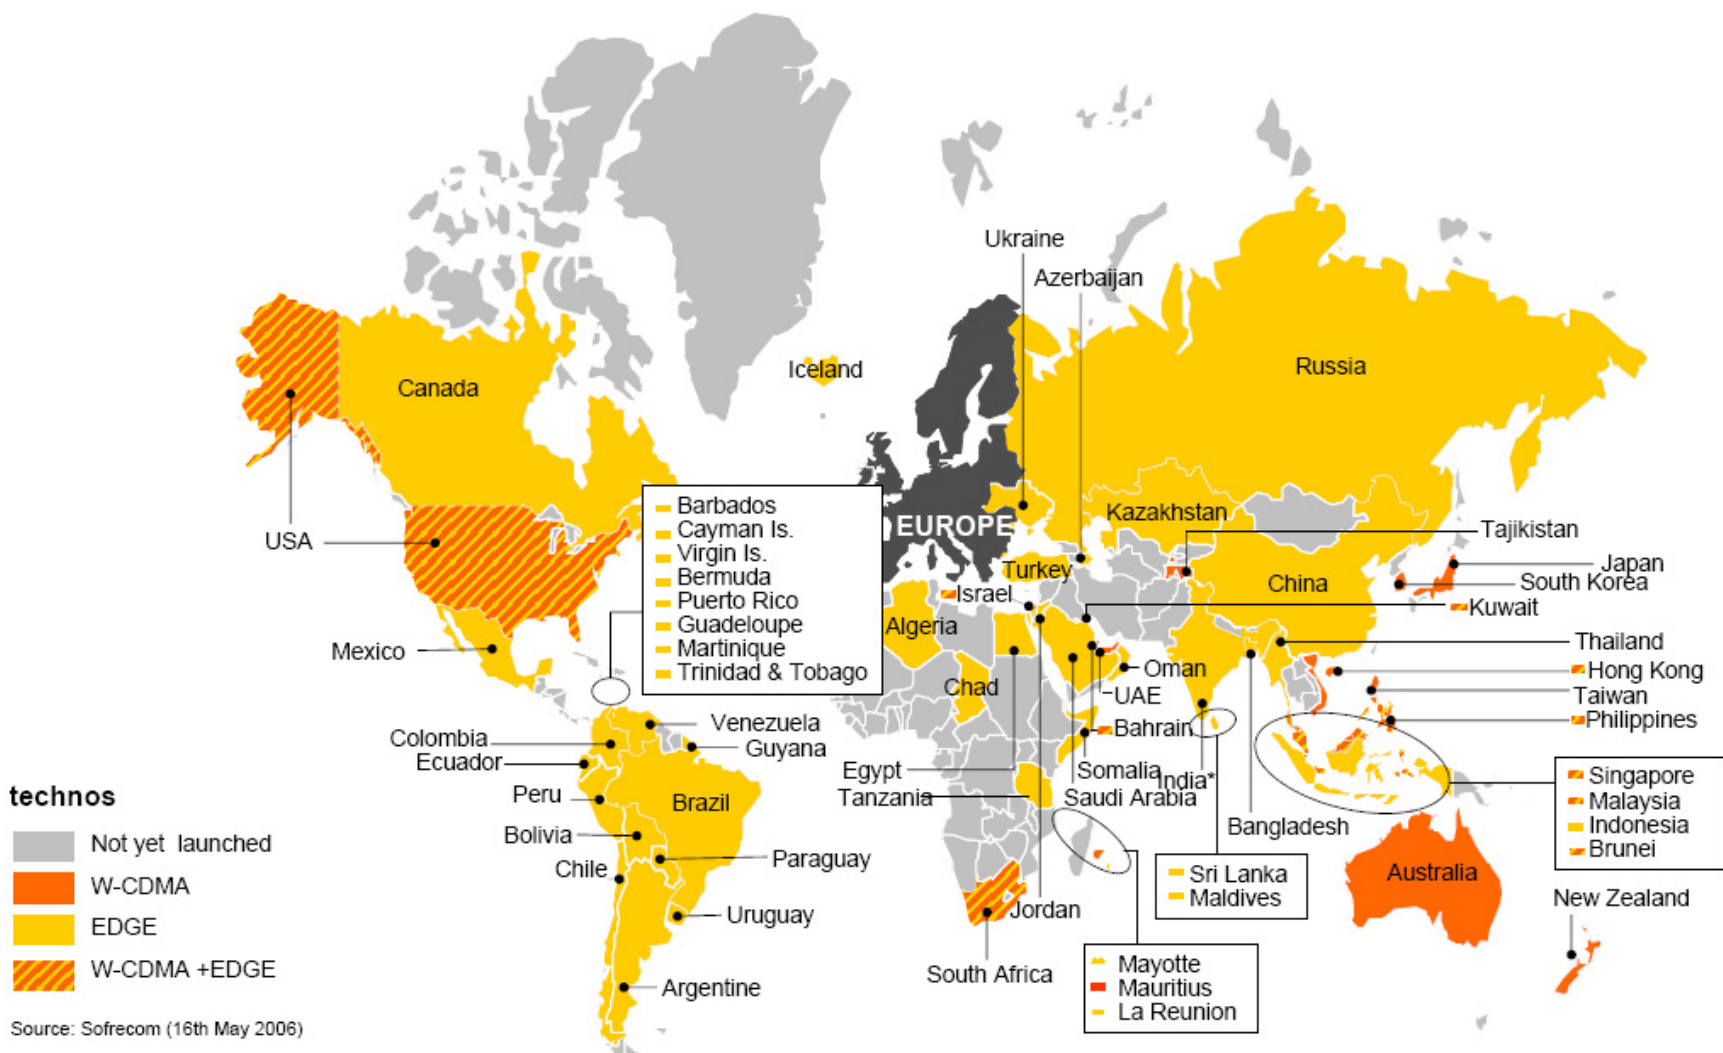 Ukraine
Azerbaijan
Iceland
Russia
Canada
Barbados
Cayman Is.
Virgin Is.
Bermuda
Puerto Rico
Guadeloupe
Martinique
Trinidad & Tobago
EUROPE
Kazakhstan
Tajikistan
USA
Turkey
China
Japan
South Korea
Israel
Kuwait
Algeria
Mexico
Thailand
Oman
Hong Kong
Chad
UAE
Taiwan
Venezuela
Bahrain
Philippines
Colombia
Guyana
Ecuador
Egypt
Somalia
India*
Singapore
Tanzania
Saudi Arabia
Malaysia
Peru
Brazil
Indonesia
Bolivia
Bangladesh
Brunei
Chile
Paraguay
Sri Lanka
Maldives
Australia
Uruguay
Jordan
New Zealand
South Africa
Mayotte
Mauritius
La Reunion
Argentine
technos
Not yet launched
W-CDMA
EDGE
W-CDMA +EDGE
Source: Sofrecom (16th May 2006)